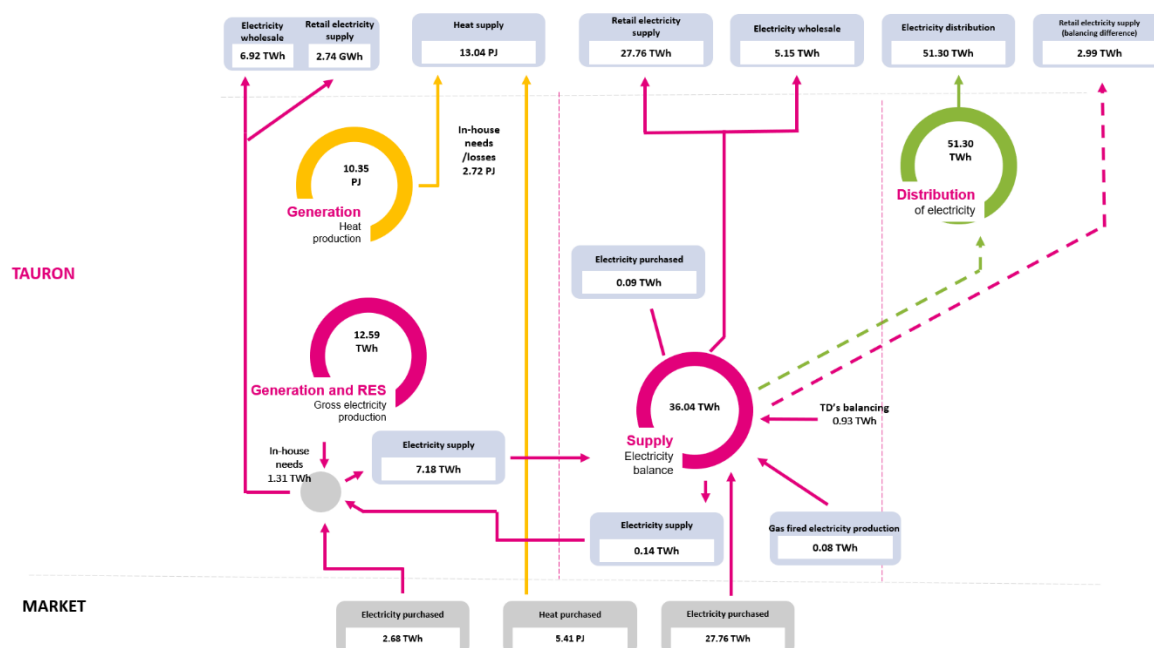 Electricity
wholesale
6.92 TWh
Retail electricity
supply
2.74 GWh
Heat supply
13.04 PJ
Retail electricity
supply
27.76 TWh
Electricity wholesale
5.15 TWh
Electricity distribution
51.30 TWh
Retail electricity supply
(balancing difference)
2.99 TWh
10.35
PJ
Generation
Heat
production
In-house
needs
/losses
2.72 PJ
51.30
TWh
Distribution
of electricity
TAURON
Electricity purchased
0.09 TWh
12.59
TWh
Generation and RES
Gross electricity
production
36.04 TWh
Supply
Electricity
balance
TD's balancing
0.93 TWh
In-house
needs
1.31 TWh
Electricity supply
7.18 TWh
Electricity supply
0.14 TWh
Gas fired electricity production
0.08 TWh
MARKET
Electricity purchased
2.68 TWh
Heat purchased
5.41 PJ
Electricity purchased
27.76 TWh